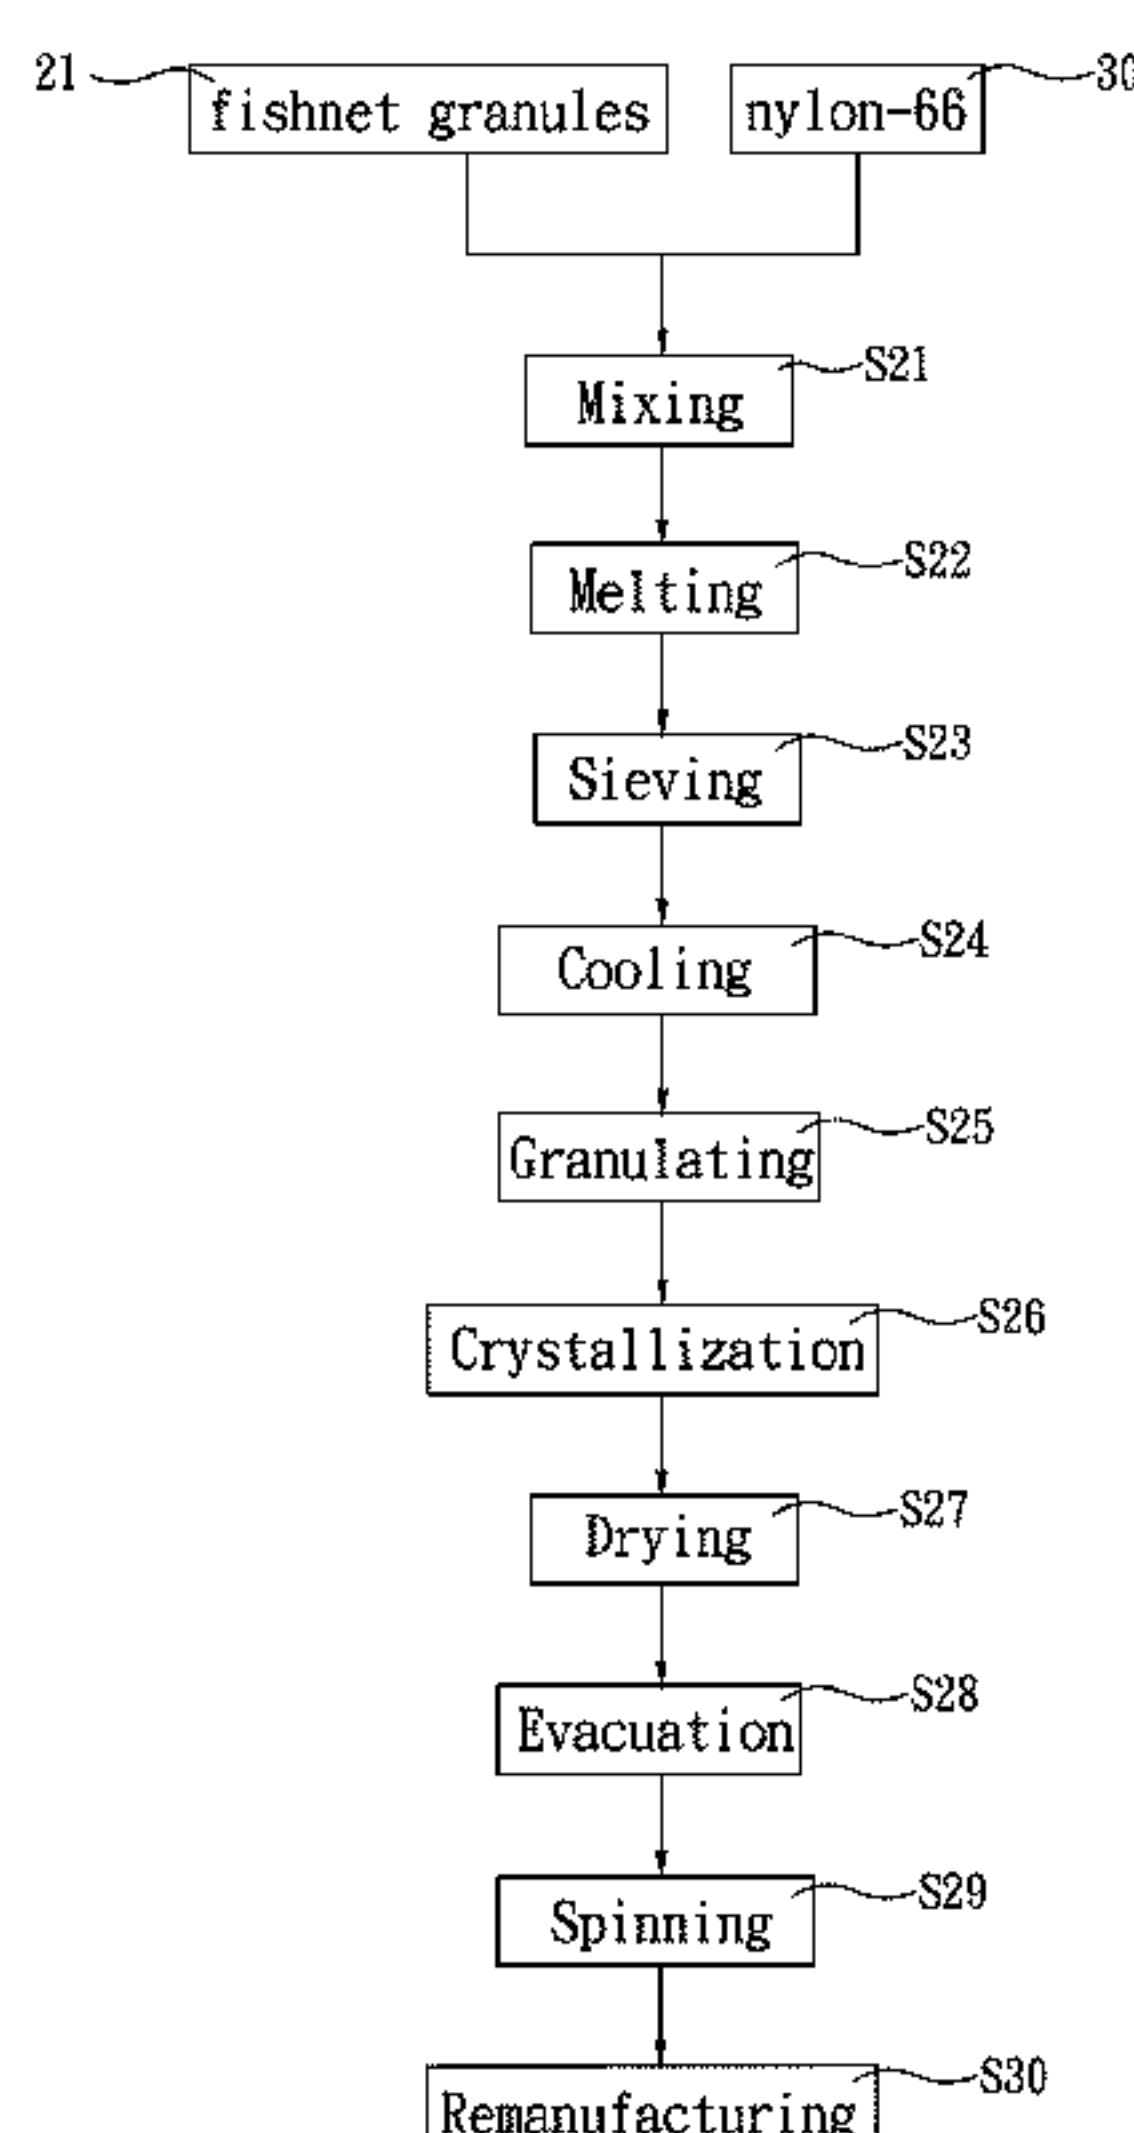 21 fishnet granules nylon-66 30
Mixing S21
Melting S22
Sieving S23
Cooling S24
Granulating S25
Crystallization S26
Drying S27
Evacuation S28
Spinning S29
Remanufacturing S30